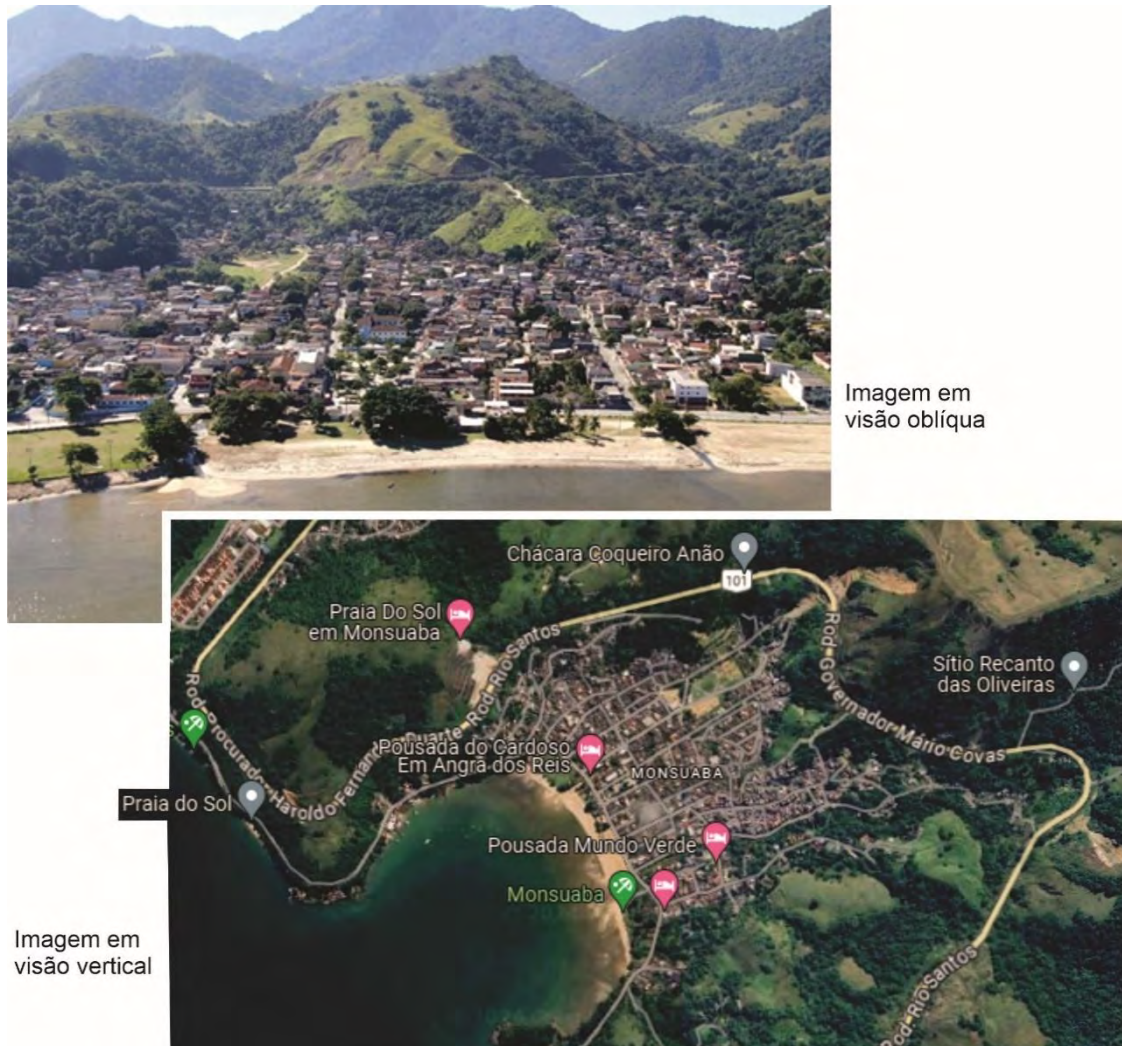 Imagem em
visão oblíqua
Chácara Coqueiro Anão
101
Praia Do Sol
em Monsuaba
Rod. Rio Santos
Rod. Governador Mário Covas
Sítio Recanto
das Oliveiras
Rod. Procurador Haroldo Fernandes Duarte
Pousada do Cardoso
Em Angra dos Reis
MONSUABA
Praia do Sol
Pousada Mundo Verde
Monsuaba
Rod. Rio Santos
Imagem em
visão vertical